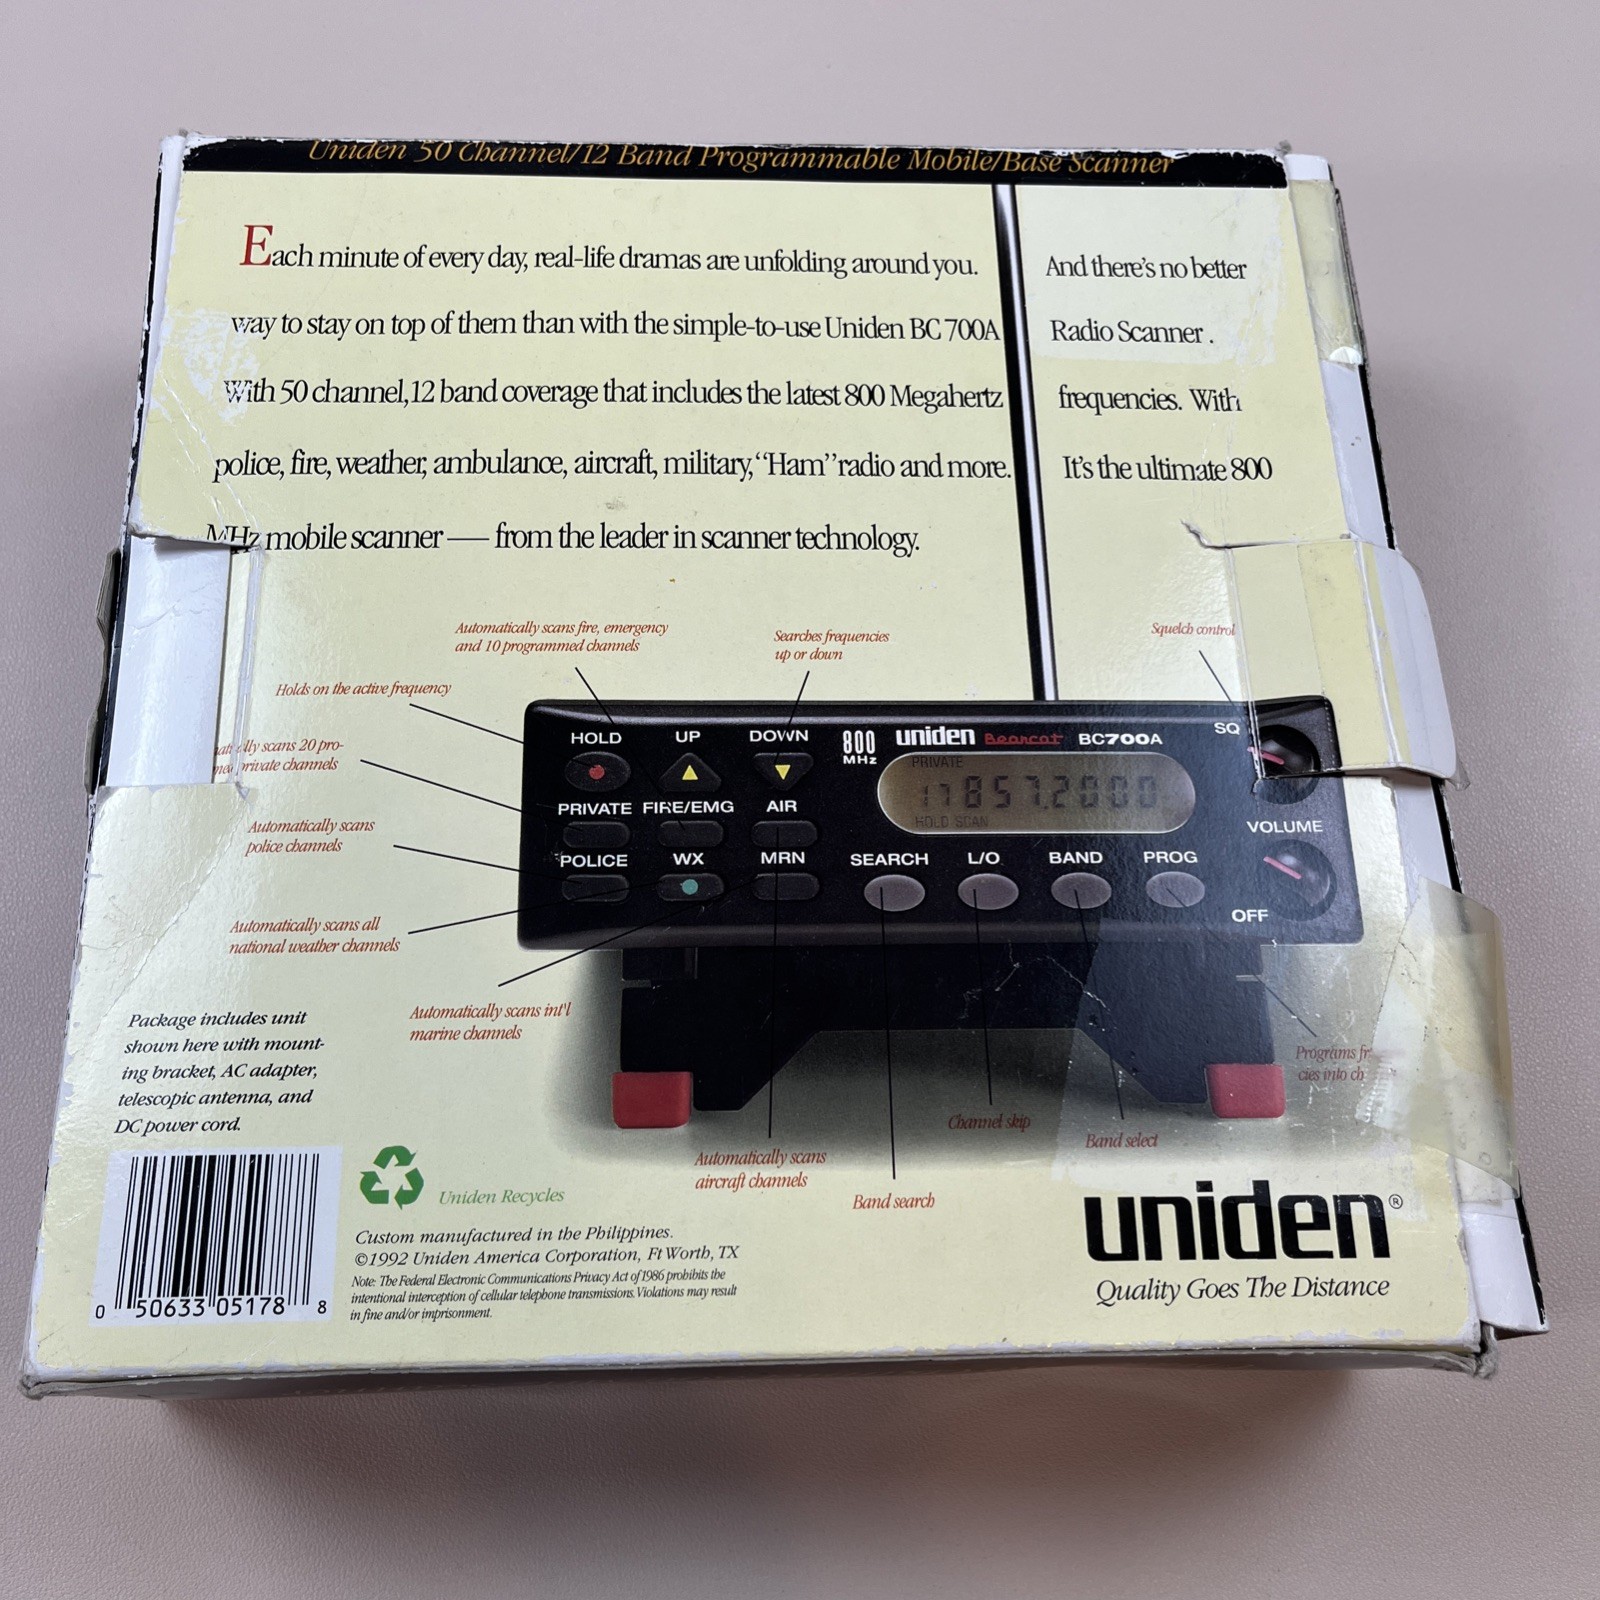 Uniden 50 Channel/12 Band Programmable Mobile/Base Scanner
Each minute of every day, real-life dramas are unfolding around you. And there's no better
way to stay on top of them than with the simple-to-use Uniden BC 700A Radio Scanner.
With 50 channel, 12 band coverage that includes the latest 800 Megahertz frequencies. With
police, fire, weather, ambulance, aircraft, military, "Ham" radio and more. It's the ultimate 800
MHz mobile scanner — from the leader in scanner technology.
Automatically scans fire, emergency
and 10 programmed channels
Searches frequencies
up or down
Squelch control
Holds on the active frequency
scans 20 pro-
private channels
Automatically scans
police channels
Automatically scans all
national weather channels
Automatically scans int'l
marine channels
HOLD UP DOWN
800
MHz
uniden Bearcat BC700A
SQ
PRIVATE
17 857.2000
HOLD SCAN
PRIVATE FIRE/EMG AIR
VOLUME
POLICE WX MRN SEARCH L/O BAND PROG
OFF
Programs
cies into
Channel skip
Band select
Automatically scans
aircraft channels
Band search
Package includes unit
shown here with mount-
ing bracket, AC adapter,
telescopic antenna, and
DC power cord.
0 50633 05178 8
Uniden Recycles
Custom manufactured in the Philippines.
©1992 Uniden America Corporation, Ft Worth, TX
Note: The Federal Electronic Communications Privacy Act of 1986 prohibits the
intentional interception of cellular telephone transmissions. Violations may result
in fine and/or imprisonment.
uniden®
Quality Goes The Distance